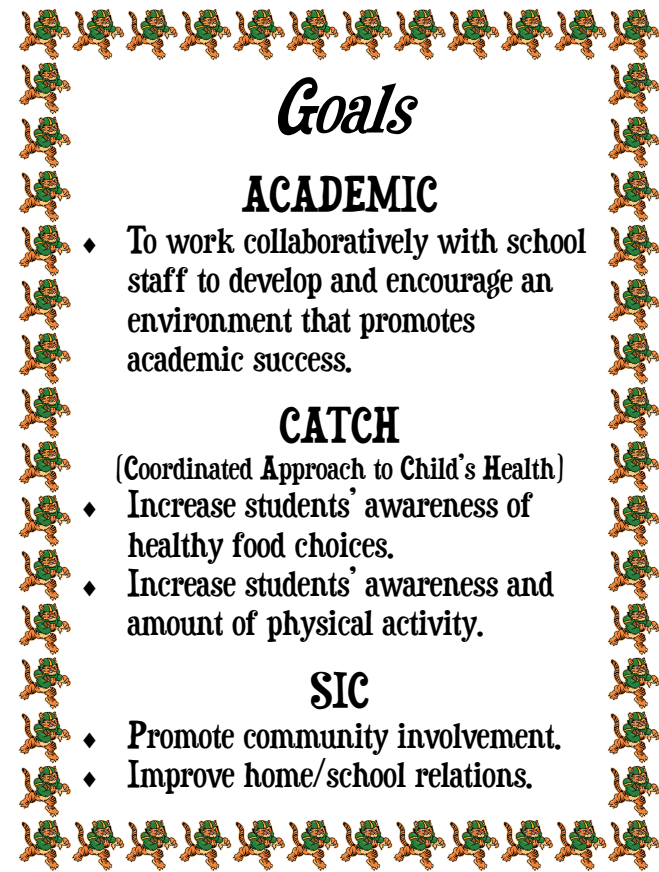 Goals
ACADEMIC
♦ To work collaboratively with school
staff to develop and encourage an
environment that promotes
academic success.
CATCH
(Coordinated Approach to Child's Health)
♦ Increase students' awareness of
healthy food choices.
♦ Increase students' awareness and
amount of physical activity.
SIC
♦ Promote community involvement.
♦ Improve home/school relations.